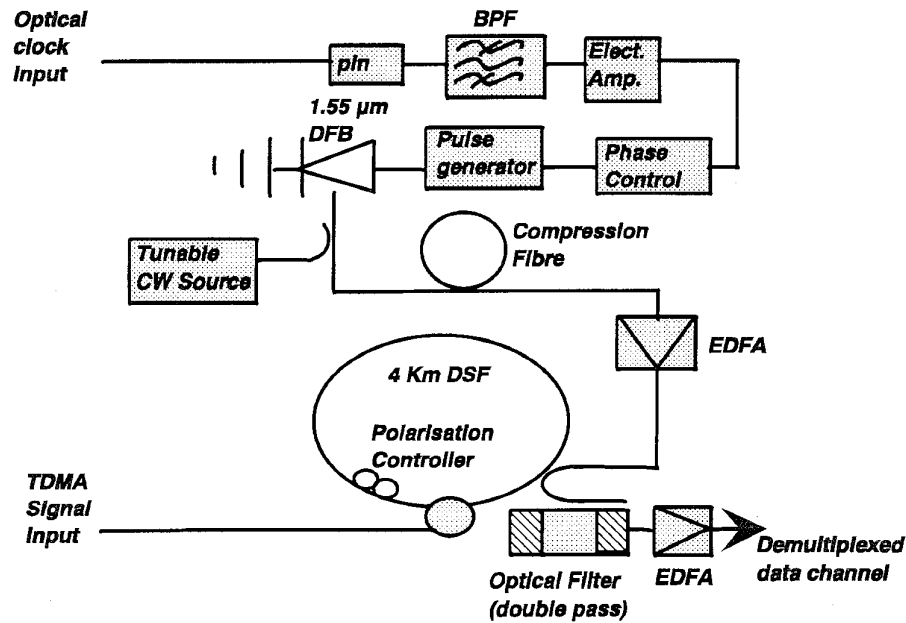 Optical
clock
Input
BPF
pin
Elect.
Amp.
1.55 µm
DFB
Pulse
generator
Phase
Control
Tunable
CW Source
Compression
Fibre
EDFA
4 Km DSF
Polarisation
Controller
TDMA
Signal
Input
Optical Filter
(double pass)
EDFA
Demultiplexed
data channel